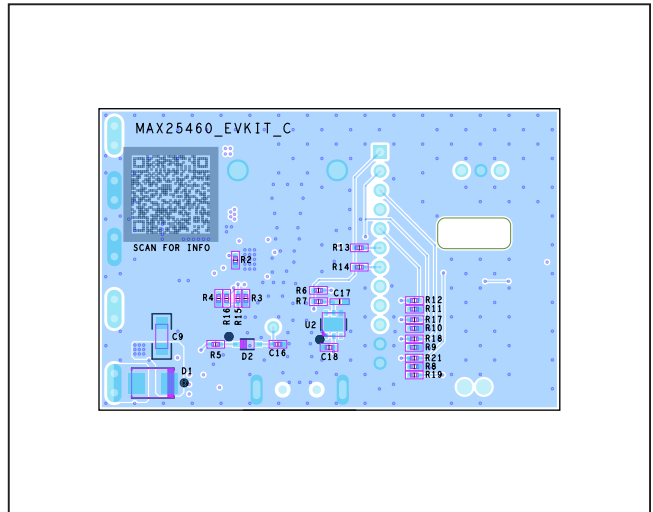 MAX25460_EVKIT_C
SCAN FOR INFO
R13
R2
R14
R6
C17
R4
R3
R7
R12
R11
R16
R15
R17
U2
R10
C9
R18
R9
R5
D2
C16
C18
R21
D1
R8
R19